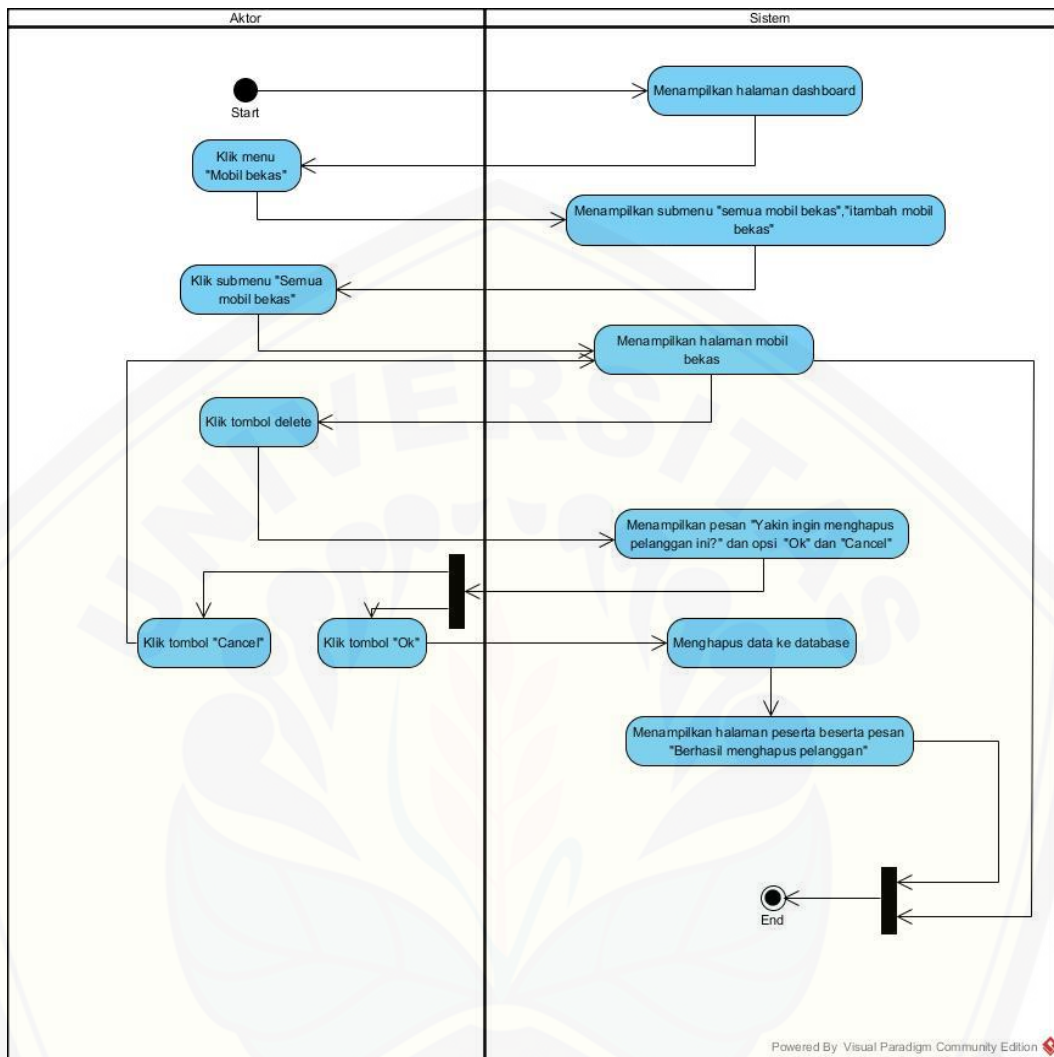 Aktor
Sistem
Start
Menampilkan halaman dashboard
Klik menu
"Mobil bekas"
Menampilkan submenu "semua mobil bekas","itambah mobil
bekas"
Klik submenu "Semua
mobil bekas"
Menampilkan halaman mobil
bekas
Klik tombol delete
Menampilkan pesan "Yakin ingin menghapus
pelanggan ini?" dan opsi "Ok" dan "Cancel"
Klik tombol "Cancel"
Klik tombol "Ok"
Menghapus data ke database
Menampilkan halaman peserta beserta pesan
"Berhasil menghapus pelanggan"
End
UNIVERSITAS
Powered By Visual Paradigm Community Edition